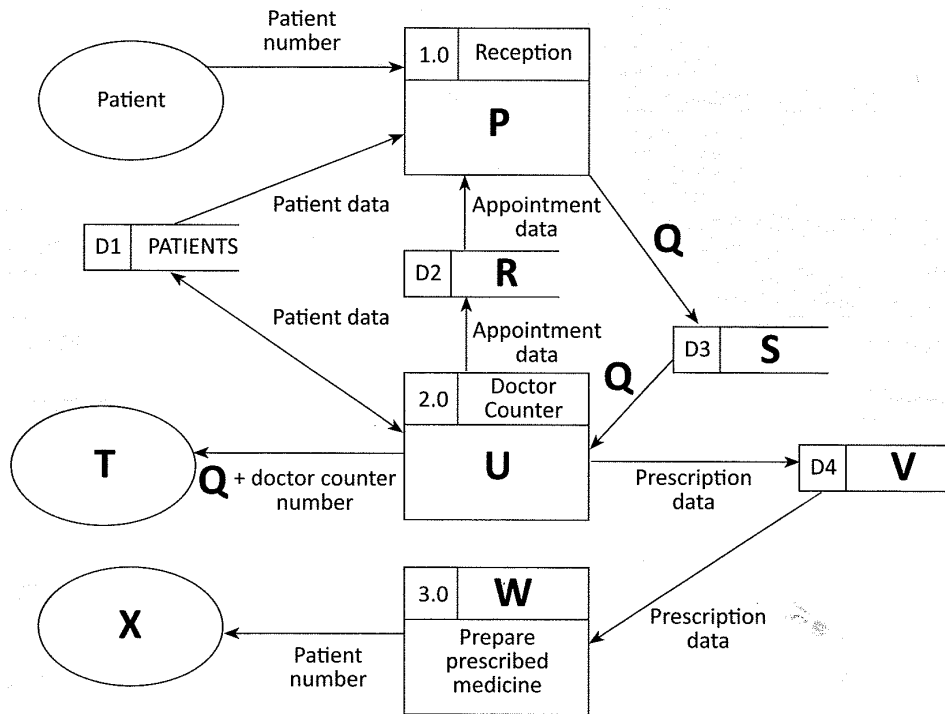 Patient
number
1.0
Reception
Patient
P
Patient data
Appointment
data
Q
D1
PATIENTS
D2
R
Patient data
Appointment
data
D3
S
Q
2.0
Doctor
Counter
T
Q + doctor counter
number
U
Prescription
data
D4
V
3.0
W
X
Patient
number
Prepare
prescribed
medicine
Prescription
data